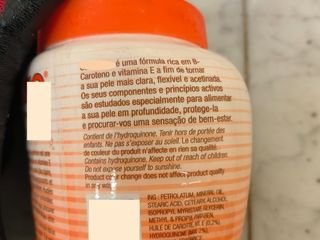 é uma fórmula rica em B-
Caroteno e vitamina E a fim de tornar
a sua pele mais clara, flexível e acetinada.
Os seus componentes e princípios activos
são estudados especialmente para alimentar
a sua pele em profundidade, protege-la
e procurar-vos uma sensação de bem-estar.
Contient de l'hydroquinone, Tenir hors de portée des
enfants. Ne pas s'exposer au soleil. Le changement
de couleur du produit n'affecte en rien sa qualité.
Contains hydroquinone. Keep out of reach of children.
Do not expose yourself to sunshine.
Product color change does not affect product quality
in any way.
ING : PETROLATUM, MINERAL OIL,
STEARIC ACID, CETEARYL ALCOHOL,
ISOPROPYL MYRISTATE, GLYCERIN,
METHYL & PROPYLPARABEN,
HUILE DE CAROTTE, BHT (0,2%)
HYDROQUINONE (MAX 2%),